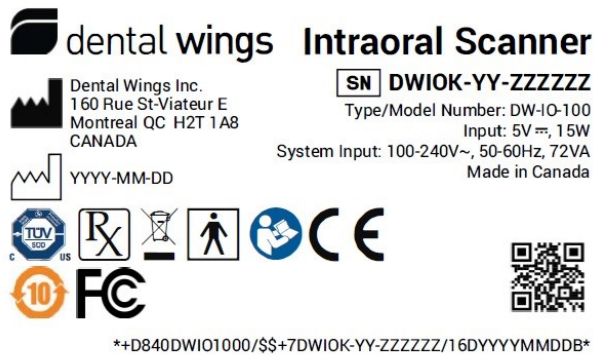 dental wings
Intraoral Scanner
SN DWIOK-YY-ZZZZZZ
Dental Wings Inc.
160 Rue St-Viateur E
Montreal QC H2T 1A8
CANADA
Type/Model Number: DW-IO-100
Input: 5V⎓, 15W
System Input: 100-240V~, 50-60Hz, 72VA
Made in Canada
YYYY-MM-DD
TÜV
SCC
C US
Rx
CE
10
FC
*+D840DWIO1000/$$+7DWIOK-YY-ZZZZZZ/16DYYYYMMDDB*